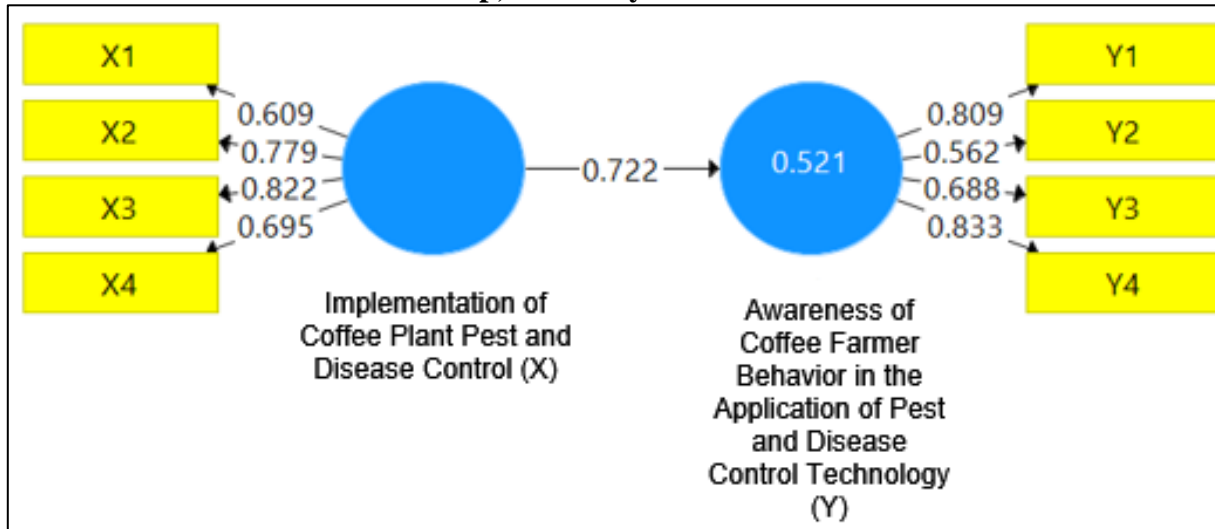 X1
X2
X3
X4
0.609
0.779
0.822
0.695
0.722
0.521
0.809
0.562
0.688
0.833
Y1
Y2
Y3
Y4
Implementation of
Coffee Plant Pest and
Disease Control (X)
Awareness of
Coffee Farmer
Behavior in the
Application of Pest
and Disease
Control Technology
(Y)